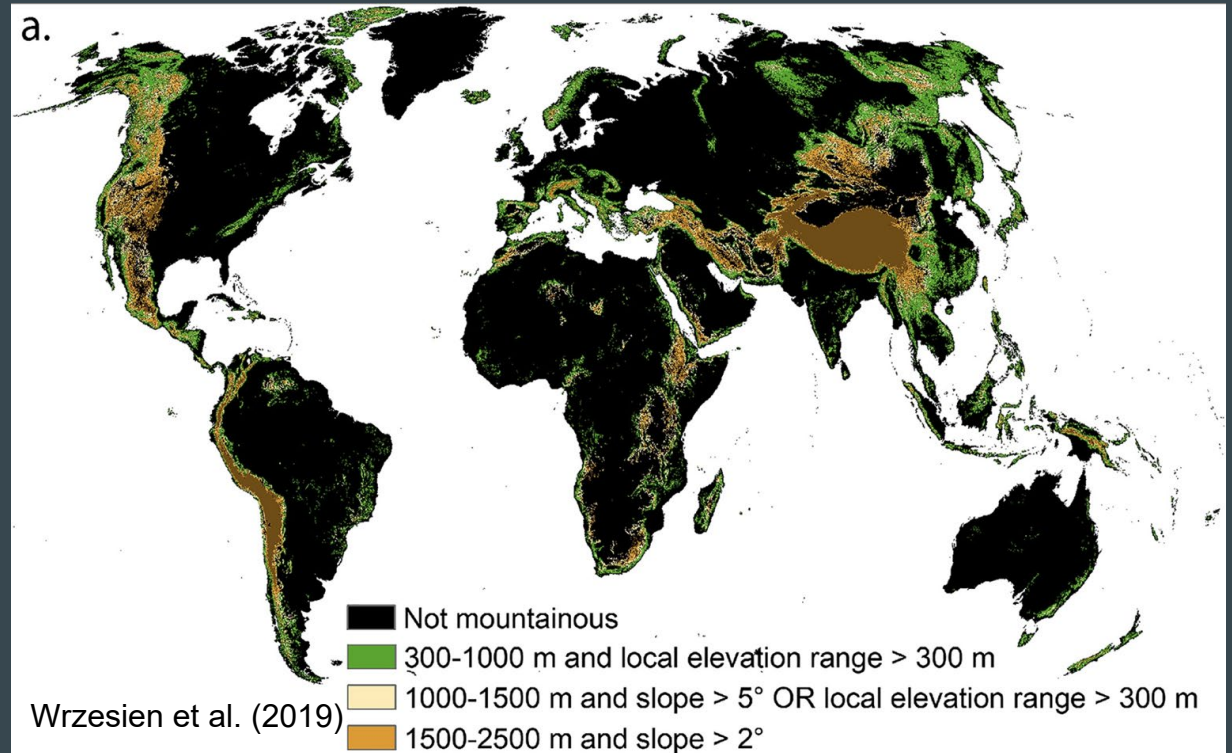 a.
Not mountainous
300-1000 m and local elevation range > 300 m
1000-1500 m and slope > 5° OR local elevation range > 300 m
1500-2500 m and slope > 2°
Wrzesien et al. (2019)